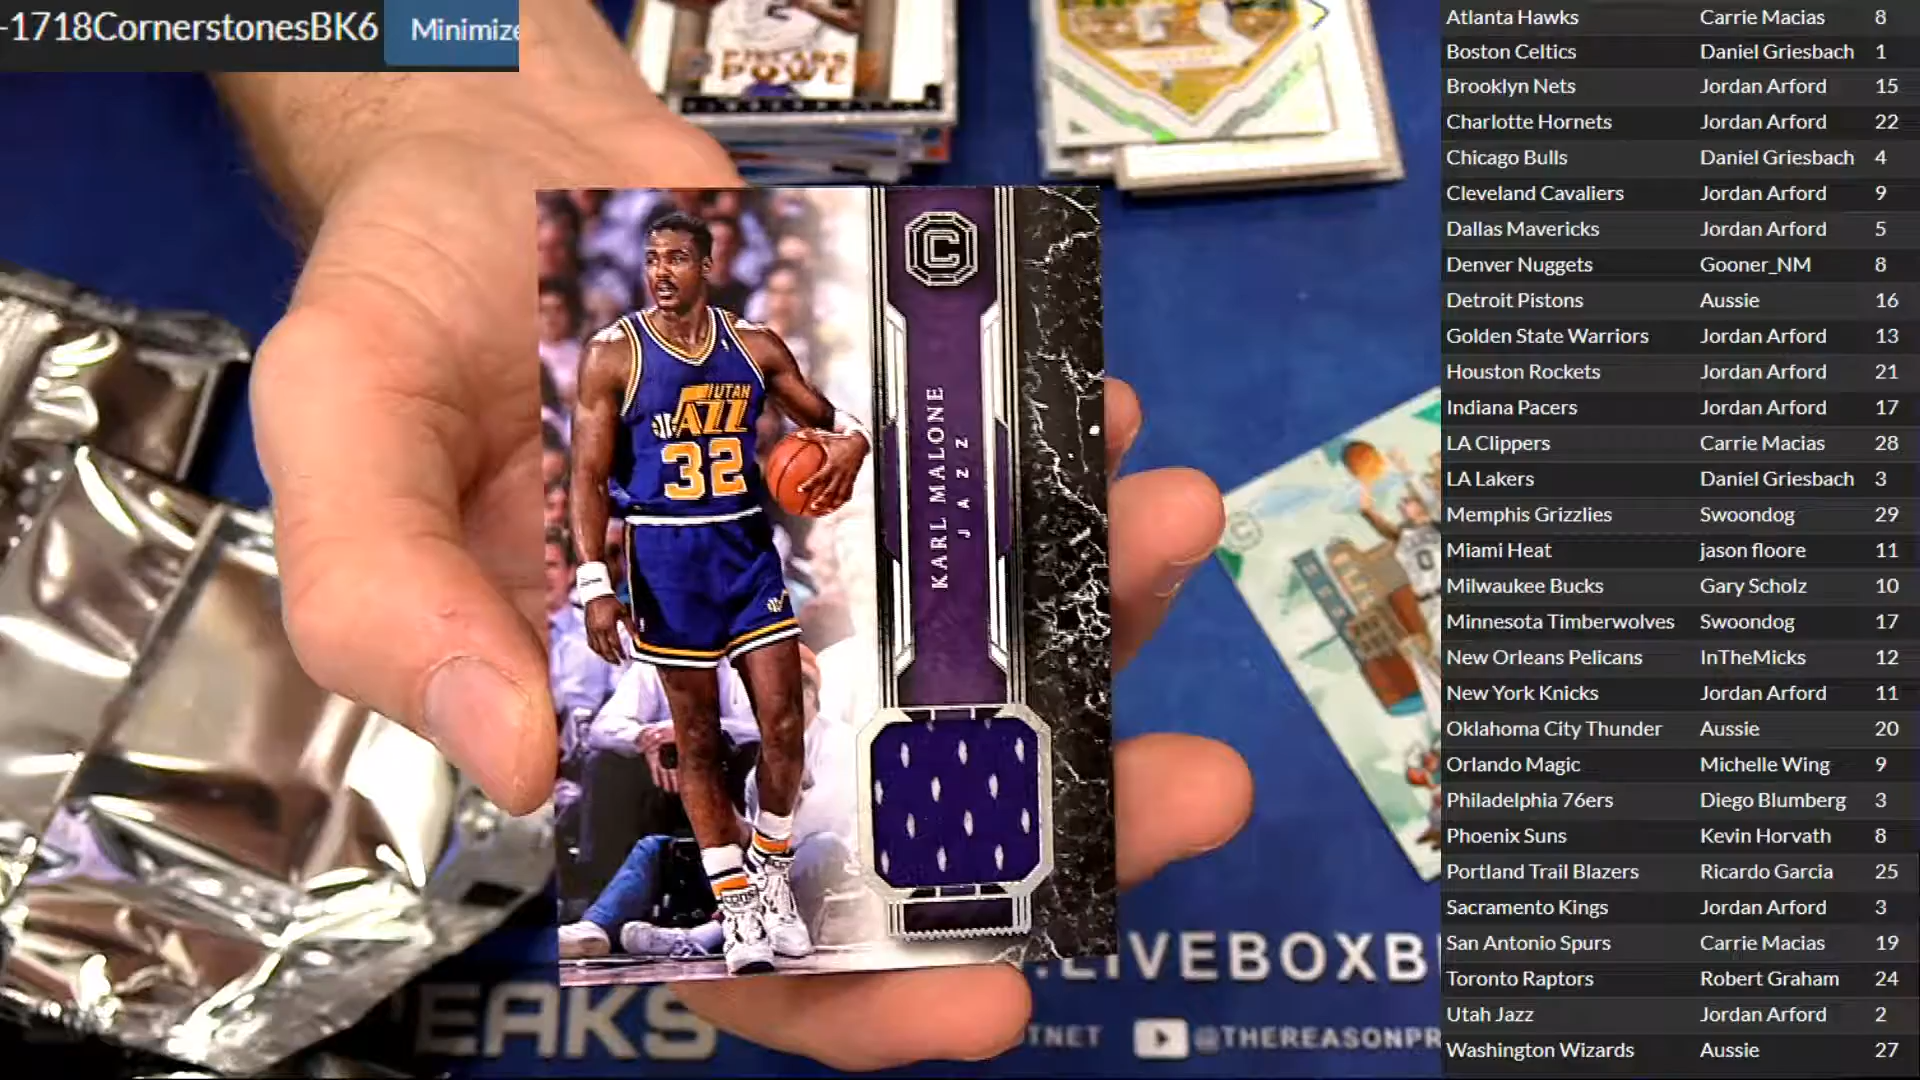 -1718CornerstonesBK6 Minimize
POWE
C
KARL MALONE
JAZZ
UTAH
JAZZ
32
EAKS
.LIVEBOXB
TNET
@THEREASONPR
Atlanta Hawks Carrie Macias 8
Boston Celtics Daniel Griesbach 1
Brooklyn Nets Jordan Arford 15
Charlotte Hornets Jordan Arford 22
Chicago Bulls Daniel Griesbach 4
Cleveland Cavaliers Jordan Arford 9
Dallas Mavericks Jordan Arford 5
Denver Nuggets Gooner_NM 8
Detroit Pistons Aussie 16
Golden State Warriors Jordan Arford 13
Houston Rockets Jordan Arford 21
Indiana Pacers Jordan Arford 17
LA Clippers Carrie Macias 28
LA Lakers Daniel Griesbach 3
Memphis Grizzlies Swoondog 29
Miami Heat jason floore 11
Milwaukee Bucks Gary Scholz 10
Minnesota Timberwolves Swoondog 17
New Orleans Pelicans InTheMicks 12
New York Knicks Jordan Arford 11
Oklahoma City Thunder Aussie 20
Orlando Magic Michelle Wing 9
Philadelphia 76ers Diego Blumberg 3
Phoenix Suns Kevin Horvath 8
Portland Trail Blazers Ricardo Garcia 25
Sacramento Kings Jordan Arford 3
San Antonio Spurs Carrie Macias 19
Toronto Raptors Robert Graham 24
Utah Jazz Jordan Arford 2
Washington Wizards Aussie 27